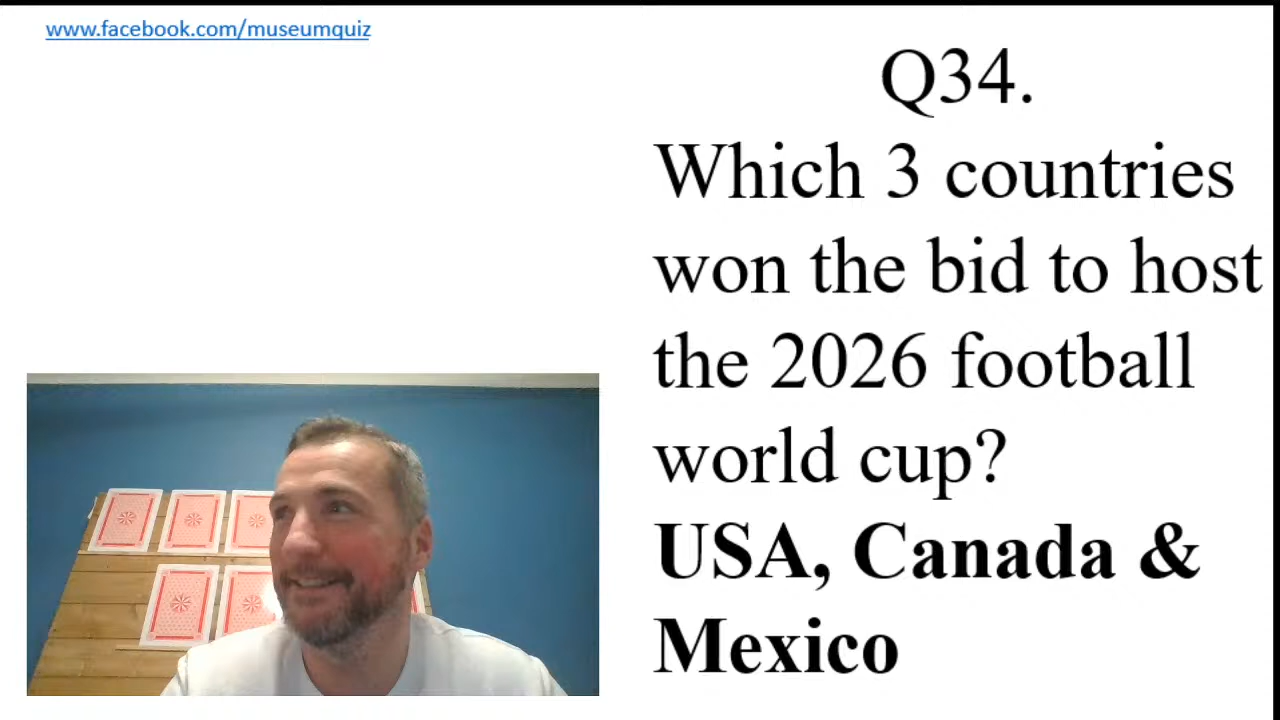 www.facebook.com/museumquiz
Q34.
Which 3 countries
won the bid to host
the 2026 football
world cup?
USA, Canada &
Mexico